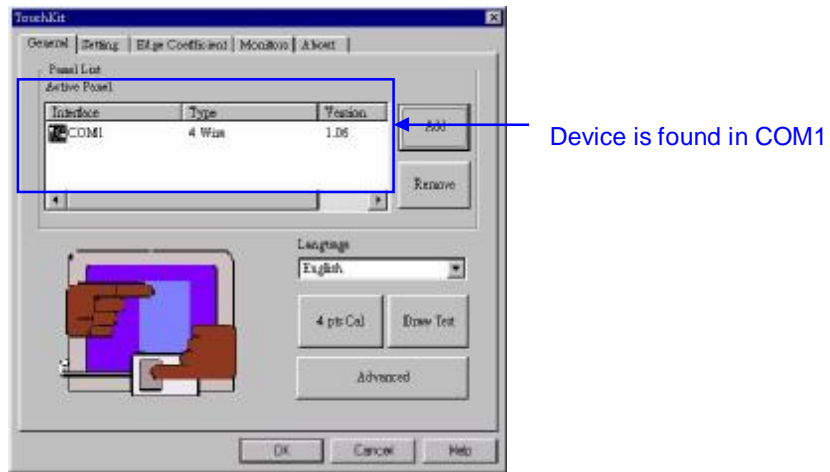 TouchKit
General Setting Edge Coefficient Monitors About
Panel List
Active Panel
Interface Type Version
COM1 4 Wire 1.06
Add
Device is found in COM1
Remove
Language
English
4 pts Cal Draw Test
Advanced
OK Cancel Help